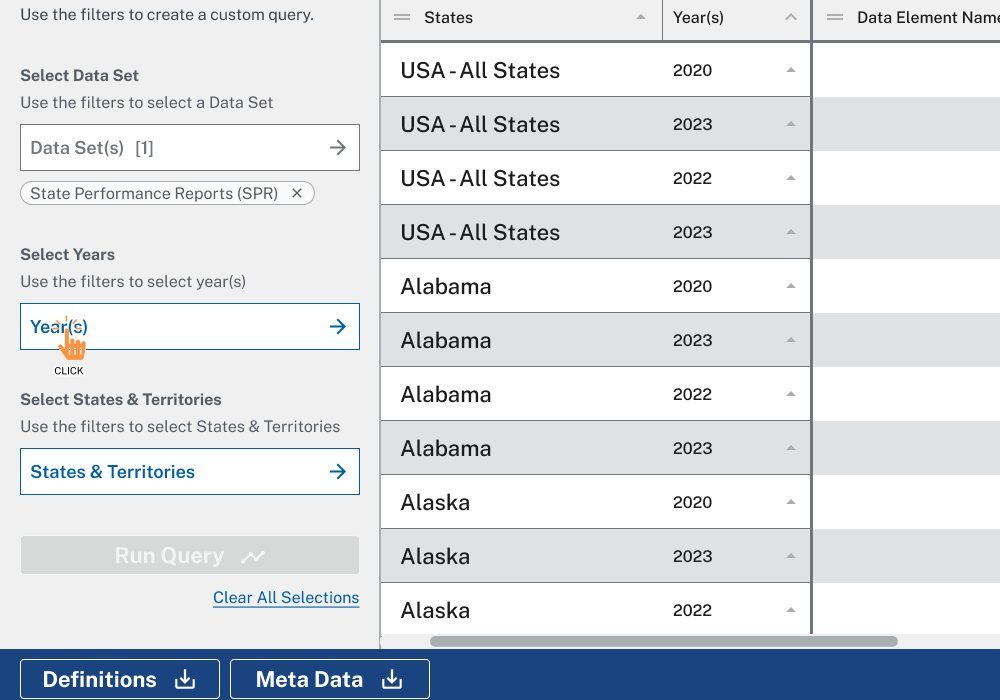 Use the filters to create a custom query.
Select Data Set
Use the filters to select a Data Set
Data Set(s) [1]
State Performance Reports (SPR) ×
Select Years
Use the filters to select year(s)
Year(s)
CLICK
Select States & Territories
Use the filters to select States & Territories
States & Territories
Run Query
Clear All Selections
States Year(s) Data Element Name
USA - All States 2020
USA - All States 2023
USA - All States 2022
USA - All States 2023
Alabama 2020
Alabama 2023
Alabama 2022
Alabama 2023
Alaska 2020
Alaska 2023
Alaska 2022
Definitions Meta Data